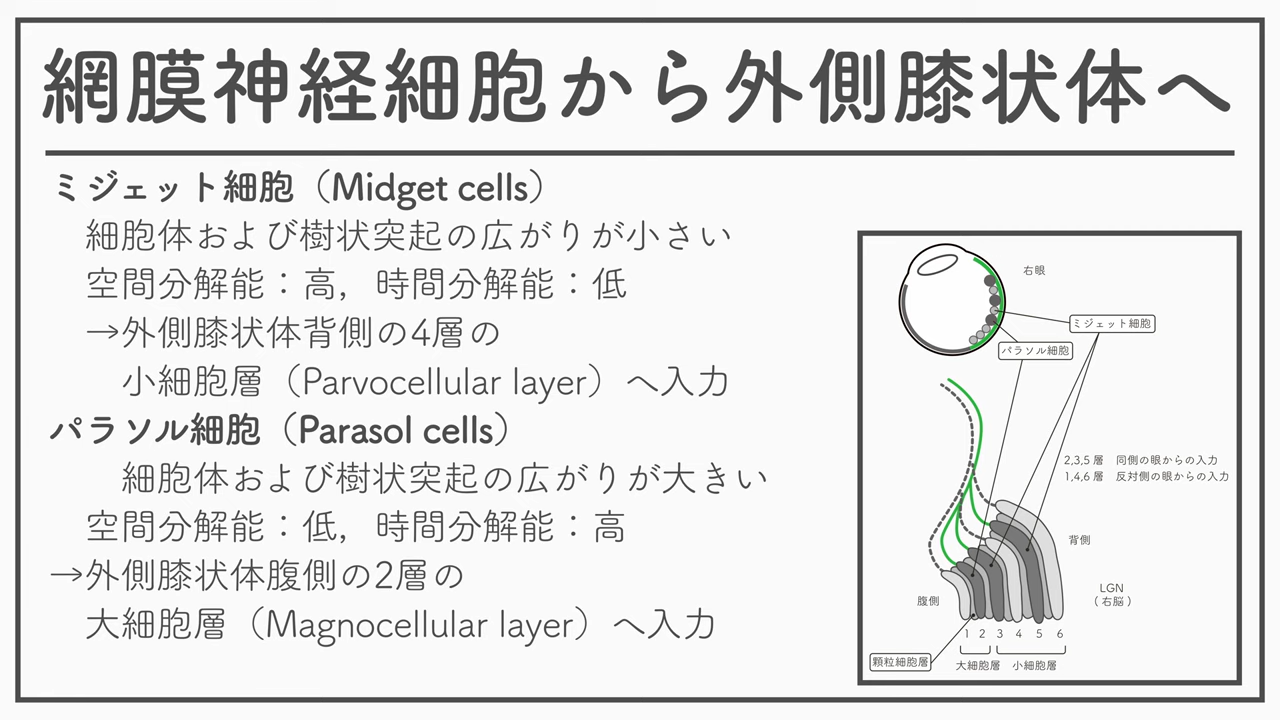 網膜神経細胞から外側膝状体へ
ミジェット細胞（Midget cells）
細胞体および樹状突起の広がりが小さい
空間分解能：高，時間分解能：低
→外側膝状体背側の4層の
小細胞層（Parvocellular layer）へ入力
パラソル細胞（Parasol cells）
細胞体および樹状突起の広がりが大きい
空間分解能：低，時間分解能：高
→外側膝状体腹側の2層の
大細胞層（Magnocellular layer）へ入力
右眼
ミジェット細胞
パラソル細胞
2,3,5 層 同側の眼からの入力
1,4,6 層 反対側の眼からの入力
背側
腹側
LGN
（右脳）
1 2 3 4 5 6
顆粒細胞層
大細胞層 小細胞層